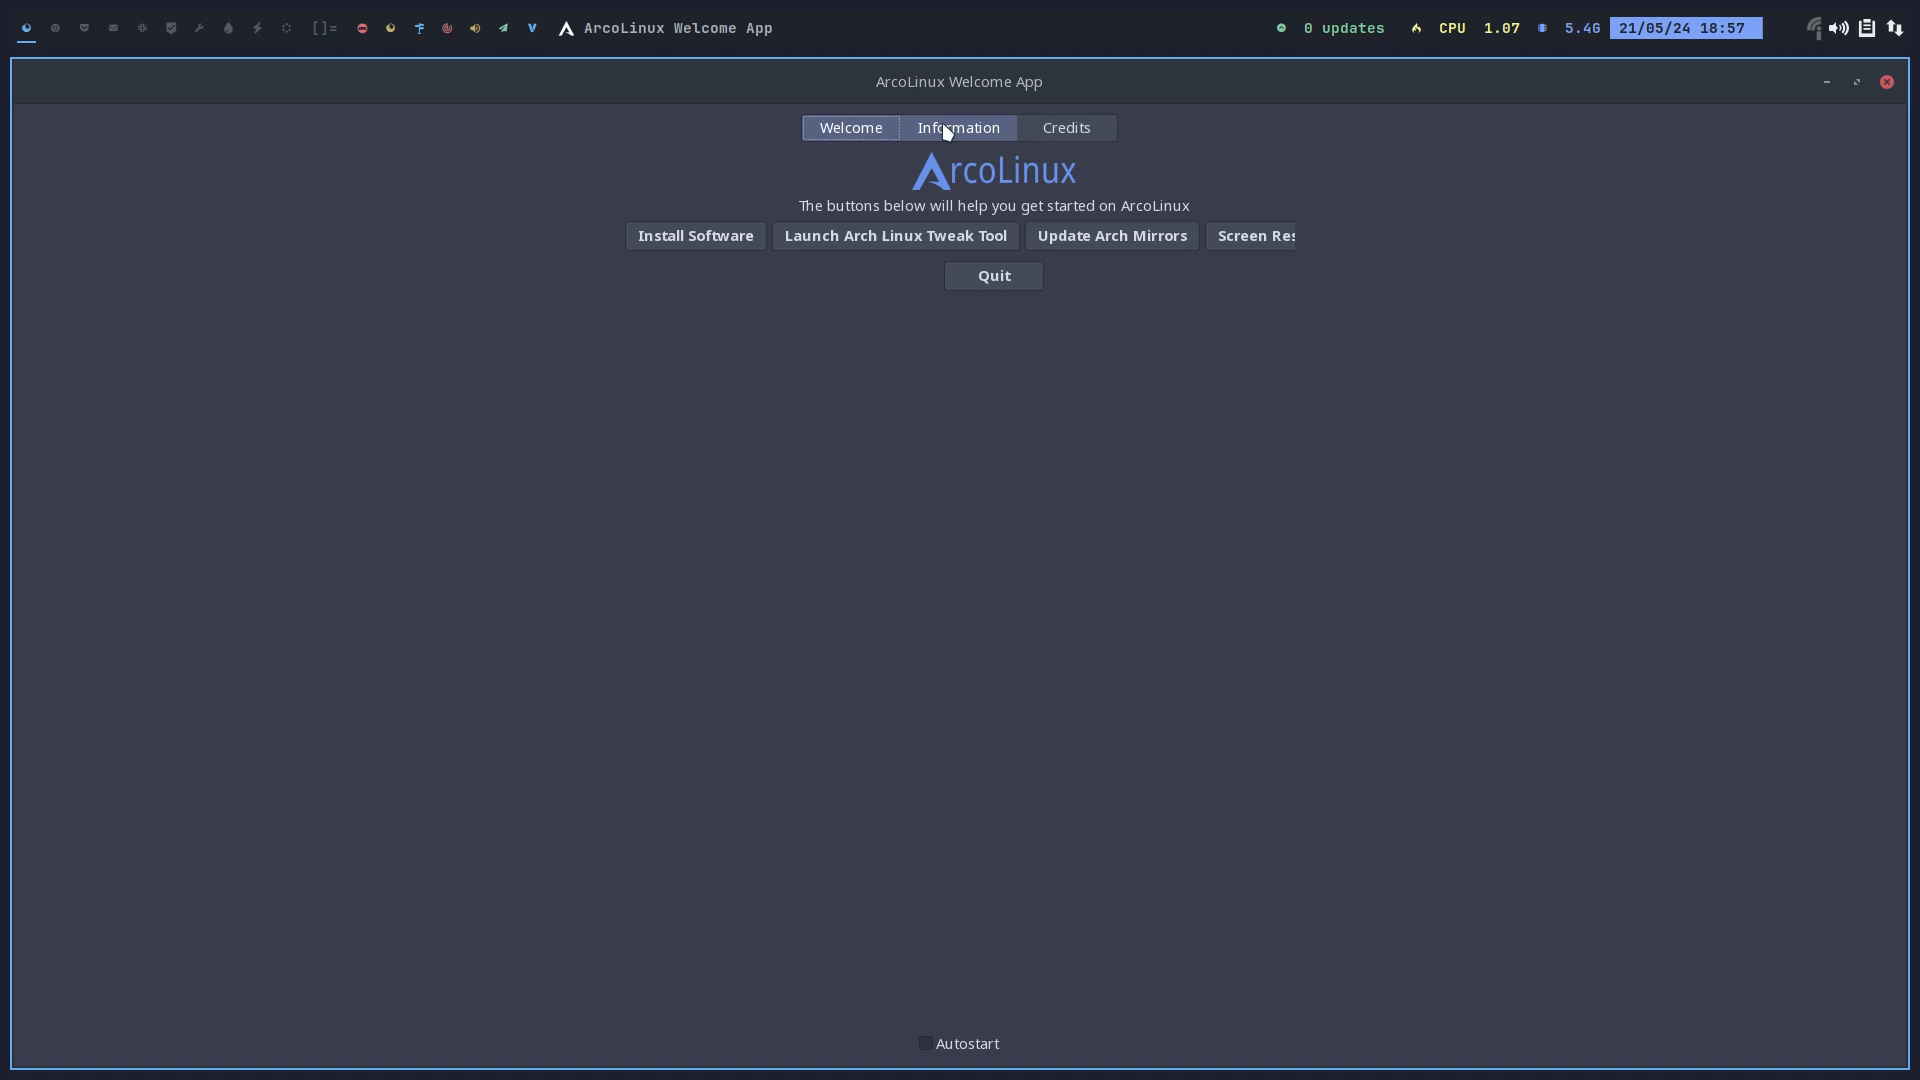 []= V ArcoLinux Welcome App 0 updates CPU 1.07 5.4G 21/05/24 18:57
ArcoLinux Welcome App
Welcome Information Credits
ArcoLinux
The buttons below will help you get started on ArcoLinux
Install Software Launch Arch Linux Tweak Tool Update Arch Mirrors Screen Res
Quit
Autostart